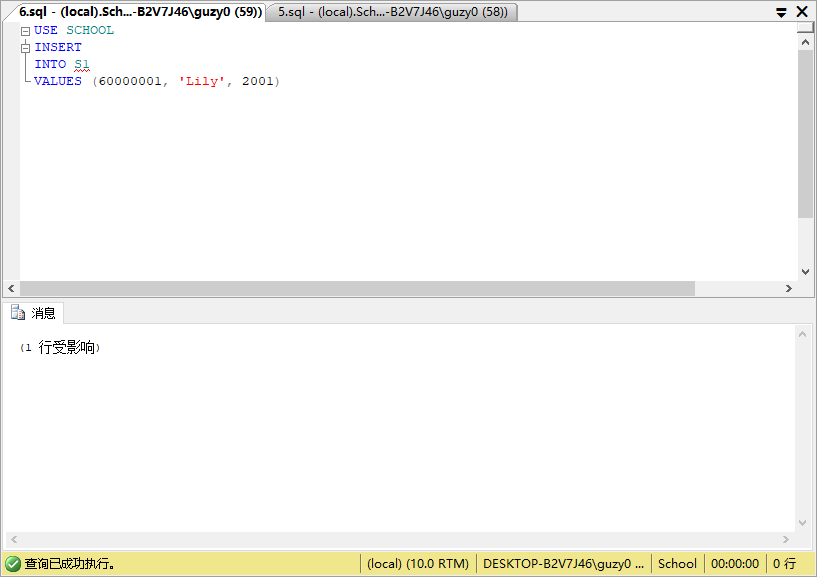 6.sql - (local).Sch...-B2V7J46\guzy0 (59))
5.sql - (local).Sch...-B2V7J46\guzy0 (58))
USE SCHOOL
INSERT
INTO S1
VALUES (60000001, 'Lily', 2001)
消息
(1 行受影响)
查询已成功执行。
(local) (10.0 RTM)
DESKTOP-B2V7J46\guzy0 ...
School
00:00:00
0 行